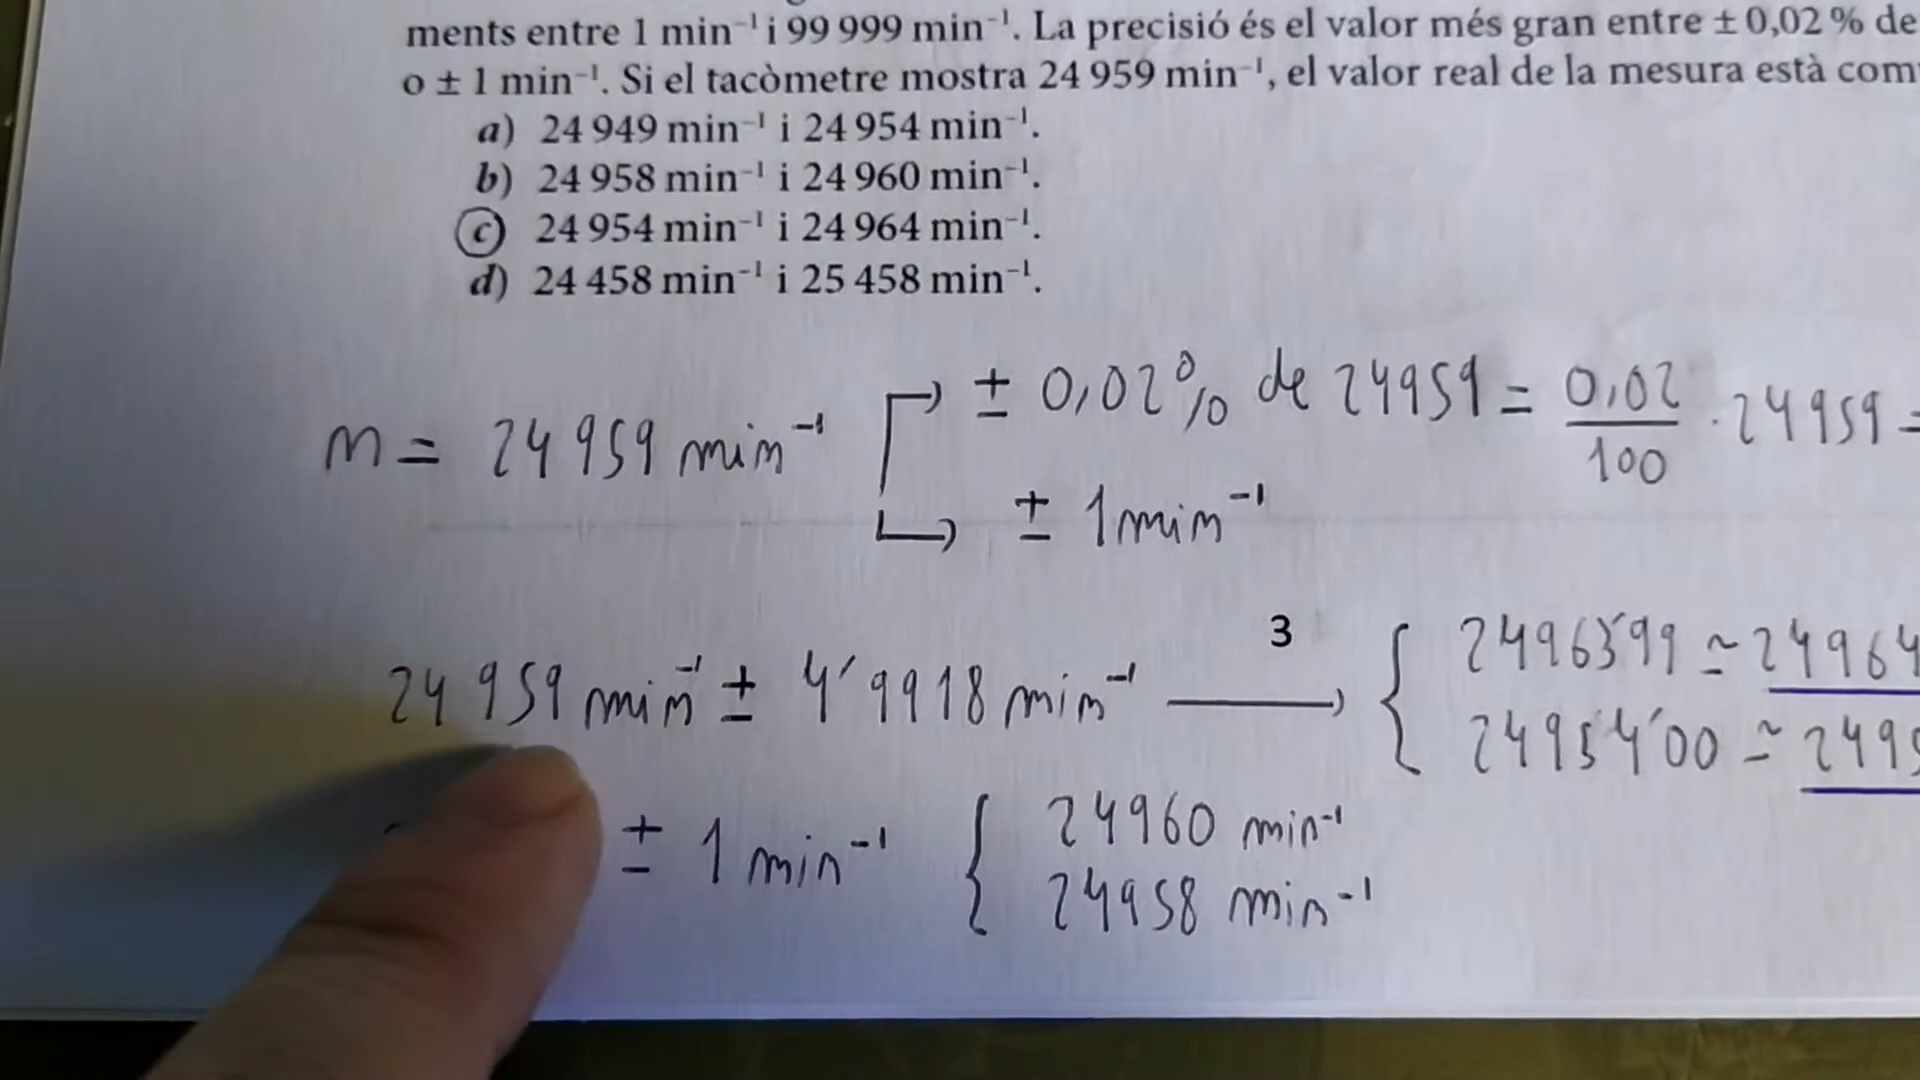 ments entre 1 min⁻¹ i 99 999 min⁻¹. La precisió és el valor més gran entre ± 0,02 % de
o ± 1 min⁻¹. Si el tacòmetre mostra 24 959 min⁻¹, el valor real de la mesura està com
a) 24 949 min⁻¹ i 24 954 min⁻¹.
b) 24 958 min⁻¹ i 24 960 min⁻¹.
c) 24 954 min⁻¹ i 24 964 min⁻¹.
d) 24 458 min⁻¹ i 25 458 min⁻¹.
± 0,02% de 24959 = 0,02/100 · 24959 =
m = 24 959 min⁻¹
± 1 min⁻¹
3
24 959 min⁻¹ ± 4'9918 min⁻¹ → { 24963'99 ≃ 24964
24954'00 ≃ 249
± 1 min⁻¹ { 24960 min⁻¹
24958 min⁻¹